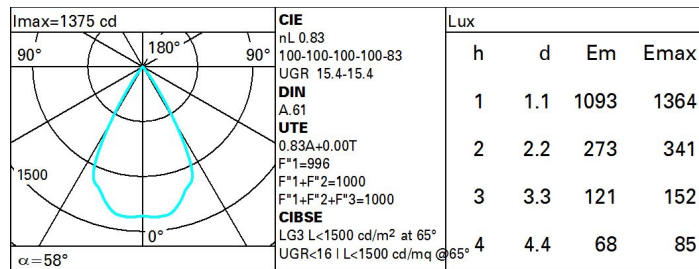 Imax=1375 cd
90°
180°
90°
1500
0°
α=58°
CIE
nL 0.83
100-100-100-100-83
UGR 15.4-15.4
DIN
A.61
UTE
0.83A+0.00T
F"1=996
F"1+F"2=1000
F"1+F"2+F"3=1000
CIBSE
LG3 L<1500 cd/m² at 65°
UGR<16 | L<1500 cd/mq @65°
Lux
h d Em Emax
1 1.1 1093 1364
2 2.2 273 341
3 3.3 121 152
4 4.4 68 85